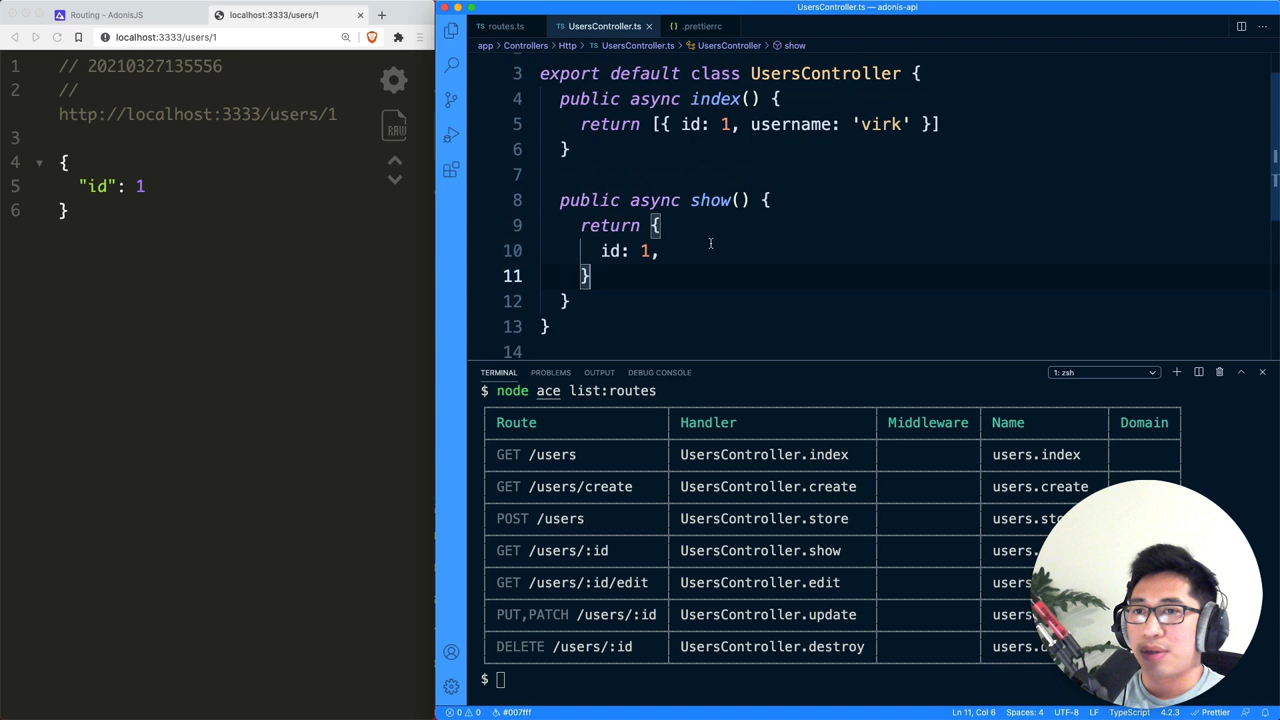 Routing - AdonisJS
localhost:3333/users/1
localhost:3333/users/1
1 // 20210327135556
2 //
http://localhost:3333/users/1
3
4 {
5 "id": 1
6 }
RAW
UsersController.ts — adonis-api
routes.ts
UsersController.ts
.prettierrc
app › Controllers › Http › UsersController.ts › UsersController › show
3 export default class UsersController {
4 public async index() {
5 return [{ id: 1, username: 'virk' }]
6 }
7
8 public async show() {
9 return {
10 id: 1,
11 }
12 }
13 }
14
TERMINAL PROBLEMS OUTPUT DEBUG CONSOLE
1: zsh
$ node ace list:routes
Route Handler Middleware Name Domain
GET /users UsersController.index users.index
GET /users/create UsersController.create users.create
POST /users UsersController.store
GET /users/:id UsersController.show
GET /users/:id/edit UsersController.edit
PUT,PATCH /users/:id UsersController.update
DELETE /users/:id UsersController.destroy
$
0 0 #007fff
Ln 11, Col 6 Spaces: 4 UTF-8 LF TypeScript 4.2.3 Prettier